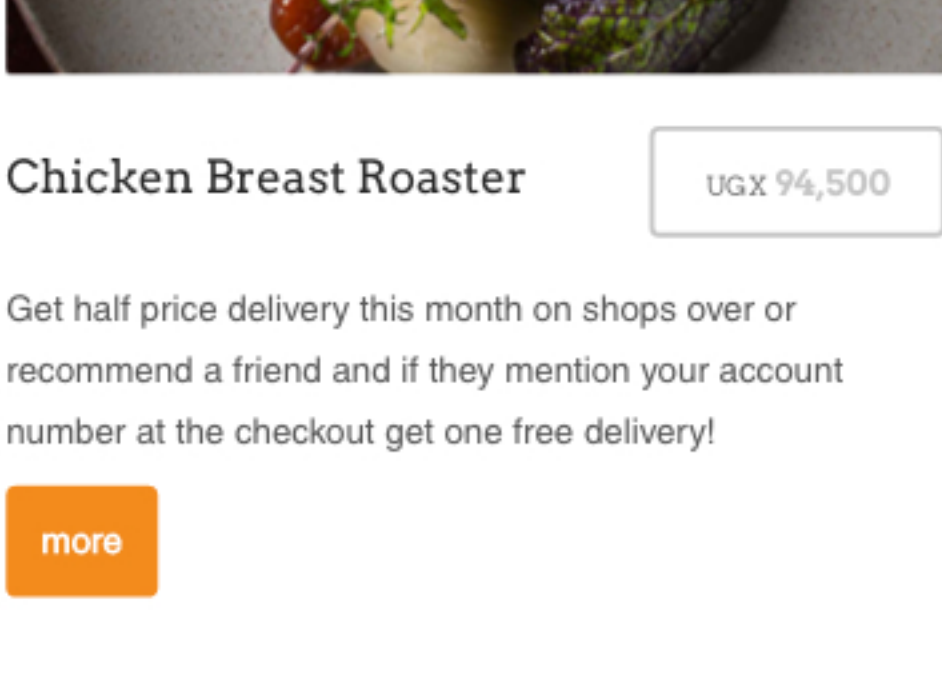 Chicken Breast Roaster
UGX 94,500
Get half price delivery this month on shops over or
recommend a friend and if they mention your account
number at the checkout get one free delivery!
more